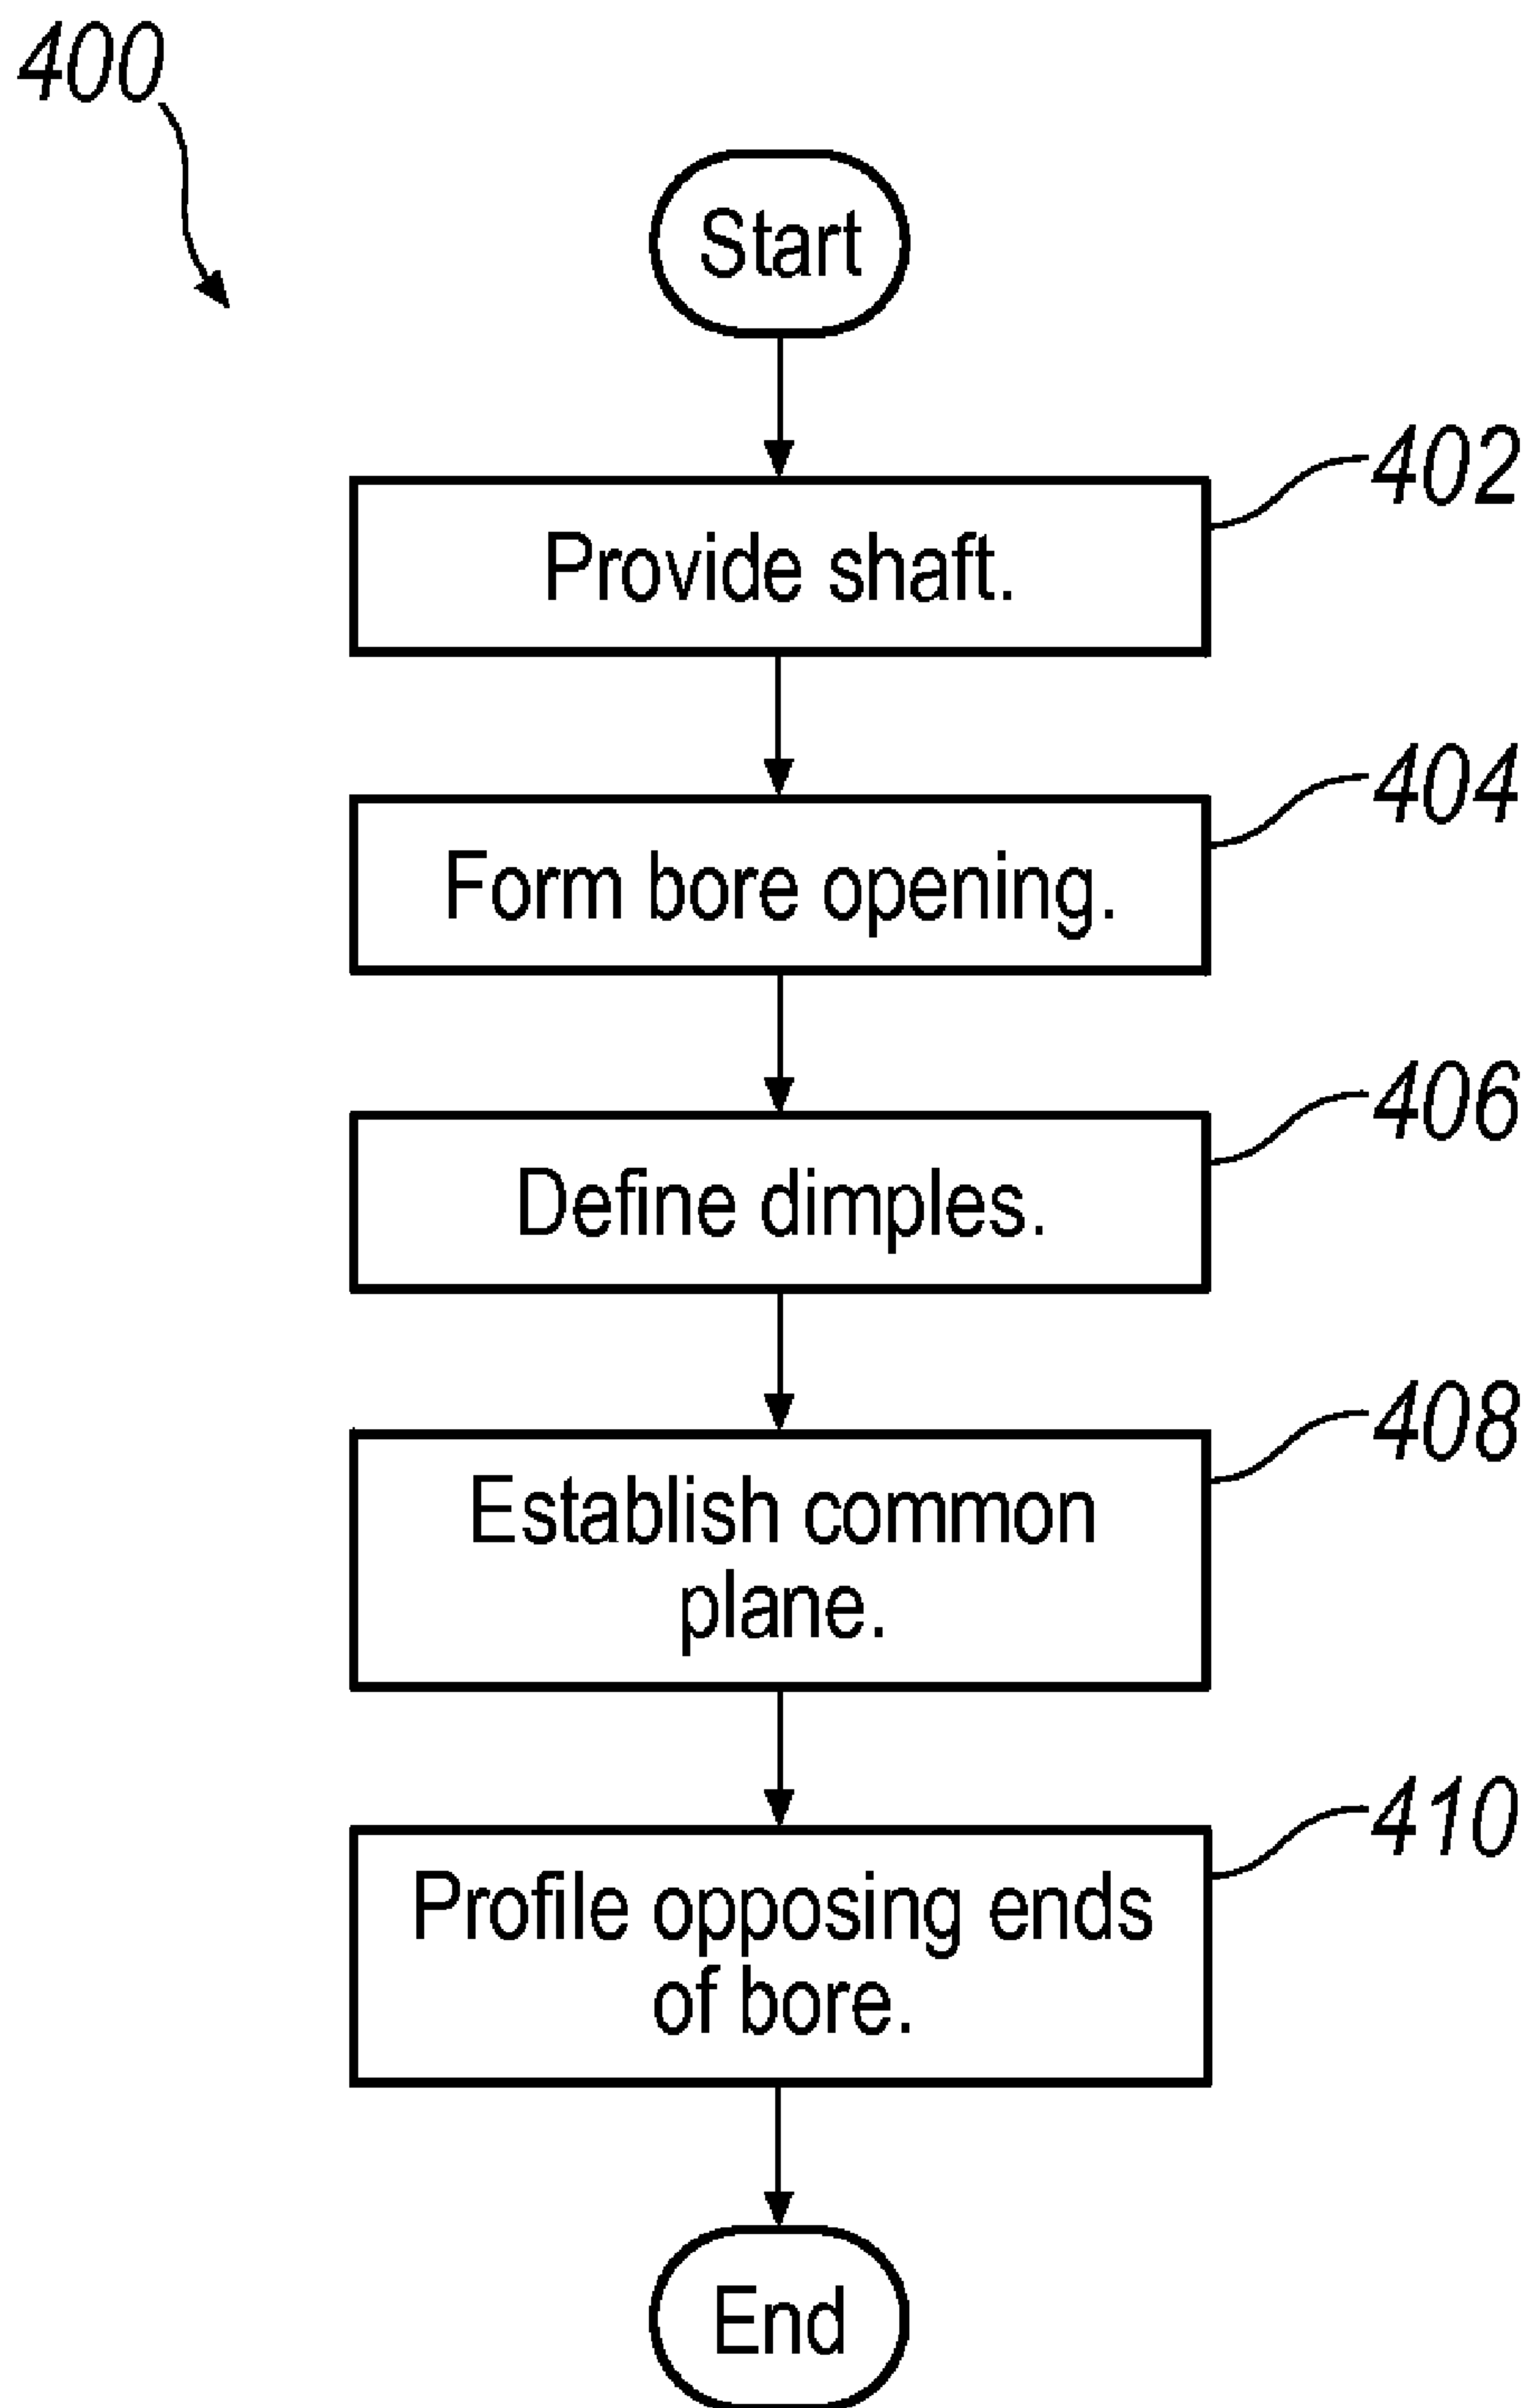 400
Start
402
Provide shaft.
404
Form bore opening.
406
Define dimples.
408
Establish common
plane.
410
Profile opposing ends
of bore.
End